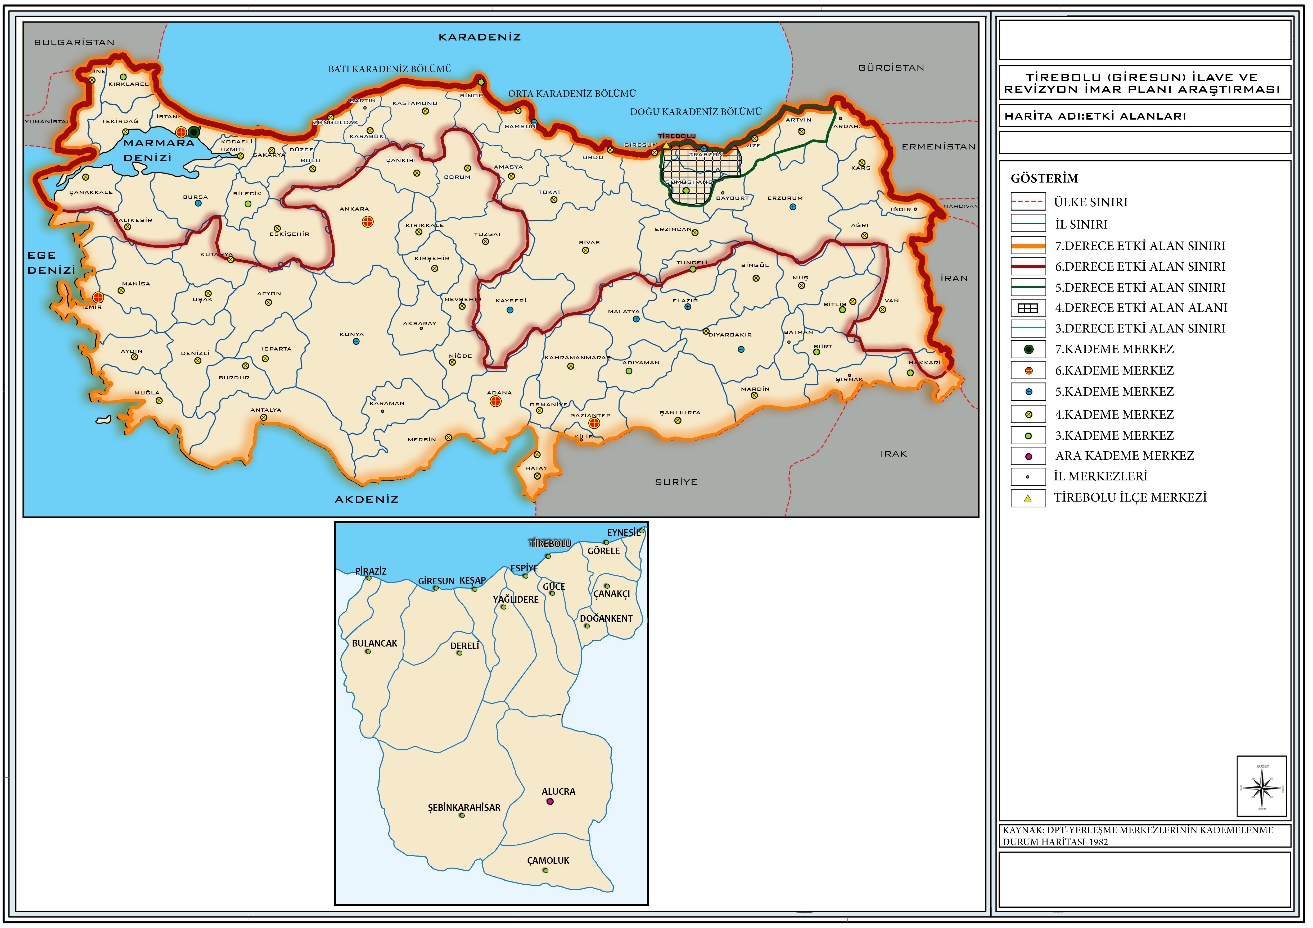 KARADENİZ
BULGARİSTAN
BATI KARADENİZ BÖLÜMÜ
ORTA KARADENİZ BÖLÜMÜ
DOĞU KARADENİZ BÖLÜMÜ
GÜRCİSTAN
ERMENİSTAN
İRAN
IRAK
SURİYE
AKDENİZ
EGE
DENİZİ
MARMARA
DENİZİ
KIRKLARELİ
TEKİRDAĞ
ÇANAKKALE
BALIKESİR
BURSA
BİLECİK
KOCAELİ
SAKARYA
DÜZCE
BOLU
ZONGULDAK
BARTIN
KARABÜK
KASTAMONU
SİNOP
SAMSUN
ÇANKIRI
ÇORUM
AMASYA
TOKAT
ORDU
GİRESUN
TİREBOLU
ARTVİN
ARDAHAN
KARS
IĞDIR
AĞRI
ERZURUM
BAYBURT
ERZİNCAN
SİVAS
YOZGAT
KIRIKKALE
ANKARA
ESKİŞEHİR
KÜTAHYA
KIRŞEHİR
NEVŞEHİR
KAYSERİ
AKSARAY
NİĞDE
KONYA
KARAMAN
MERSİN
ADANA
OSMANİYE
HATAY
GAZİANTEP
KİLİS
ŞANLIURFA
KAHRAMANMARAŞ
ADIYAMAN
MALATYA
ELAZIĞ
TUNCELİ
BİNGÖL
MUŞ
BİTLİS
VAN
DİYARBAKIR
BATMAN
SİİRT
ŞIRNAK
HAKKARİ
MARDİN
MANİSA
İZMİR
UŞAK
AFYON
AYDIN
DENİZLİ
ISPARTA
BURDUR
MUĞLA
ANTALYA
EYNESİL
TİREBOLU
GÖRELE
PİRAZİZ
GİRESUN
KEŞAP
ESPİYE
GÜCE
ÇANAKÇI
YAĞLIDERE
DOĞANKENT
BULANCAK
DERELİ
ALUCRA
ŞEBİNKARAHİSAR
ÇAMOLUK
TİREBOLU (GİRESUN) İLAVE VE
REVİZYON İMAR PLANI ARAŞTIRMASI
HARİTA ADI:ETKİ ALANLARI
GÖSTERİM
ÜLKE SINIRI
İL SINIRI
7.DERECE ETKİ ALAN SINIRI
6.DERECE ETKİ ALAN SINIRI
5.DERECE ETKİ ALAN SINIRI
4.DERECE ETKİ ALAN ALANI
3.DERECE ETKİ ALAN SINIRI
7.KADEME MERKEZ
6.KADEME MERKEZ
5.KADEME MERKEZ
4.KADEME MERKEZ
3.KADEME MERKEZ
ARA KADEME MERKEZ
İL MERKEZLERİ
TİREBOLU İLÇE MERKEZİ
KAYNAK: DPT-YERLEŞME MERKEZLERİNİN KADEMELENME
DURUM HARİTASI 1982